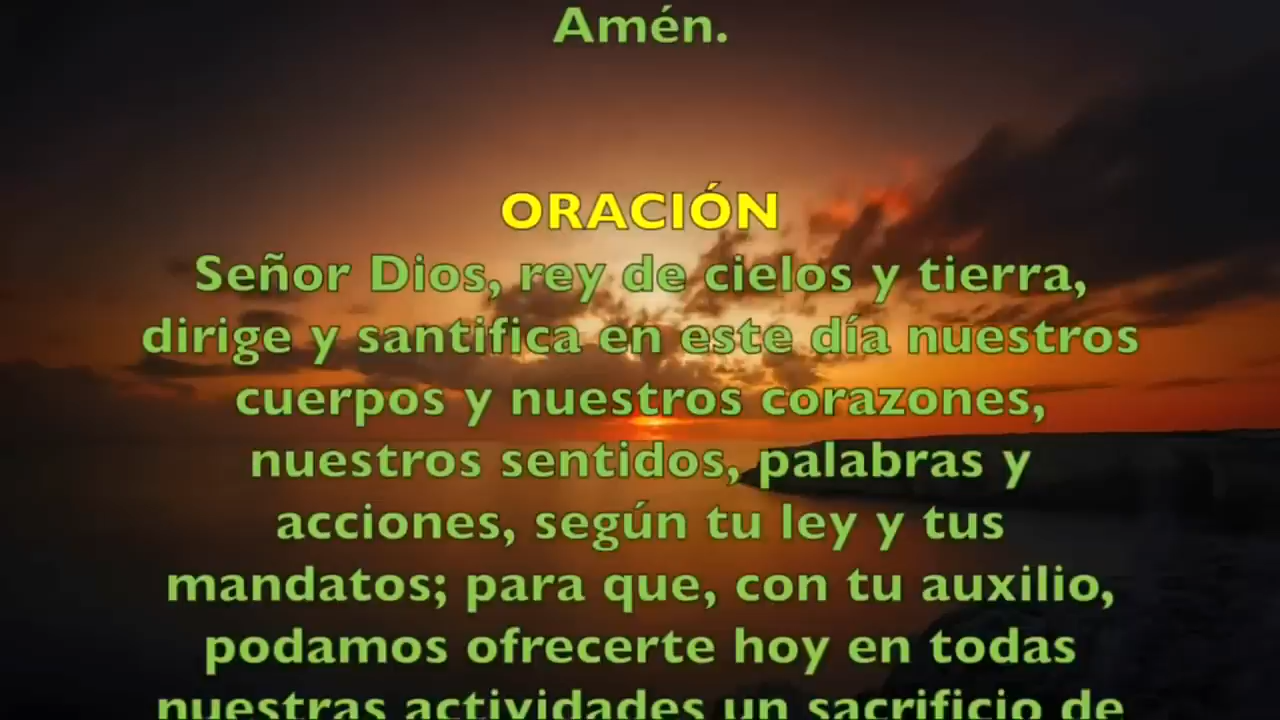 Amén.
ORACIÓN
Señor Dios, rey de cielos y tierra,
dirige y santifica en este día nuestros
cuerpos y nuestros corazones,
nuestros sentidos, palabras y
acciones, según tu ley y tus
mandatos; para que, con tu auxilio,
podamos ofrecerte hoy en todas
nuestras actividades un sacrificio de